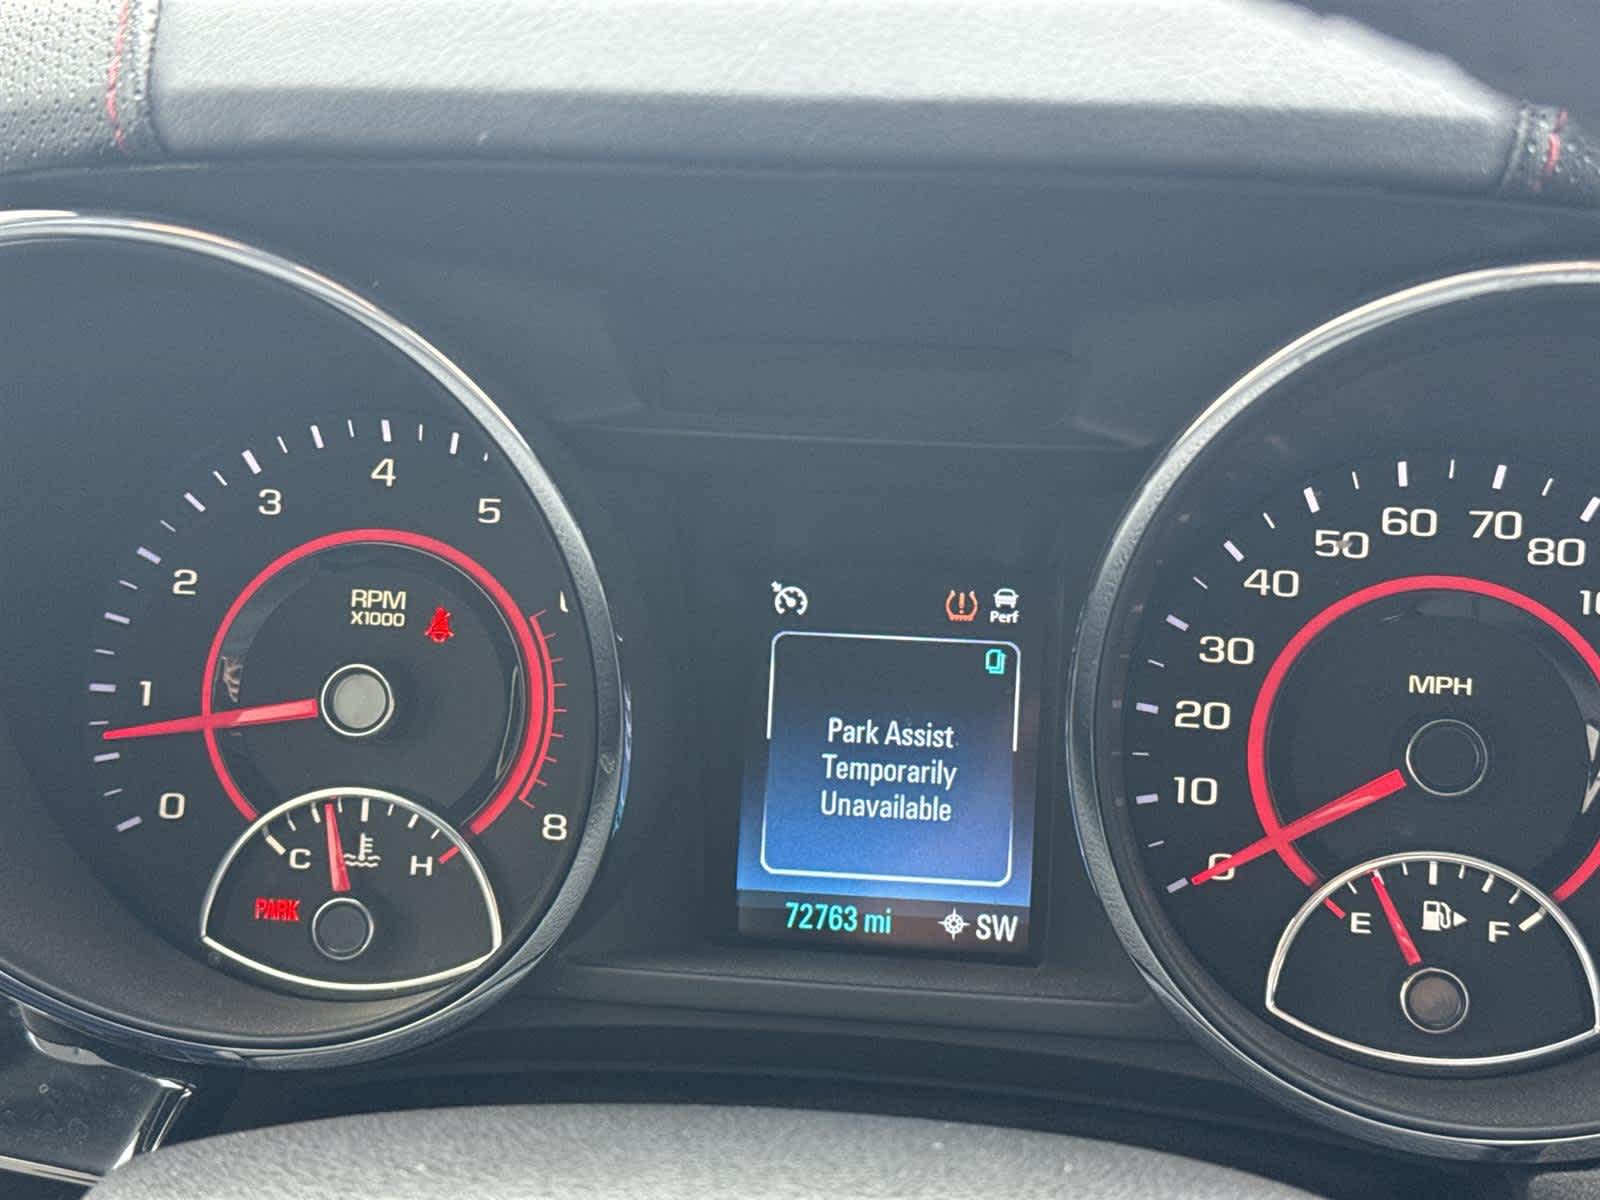 0
1
2
3
4
5
8
RPM
X1000
C
H
PARK
Perf
Park Assist
Temporarily
Unavailable
72763 mi
SW
0
10
20
30
40
50
60
70
80
MPH
E
F